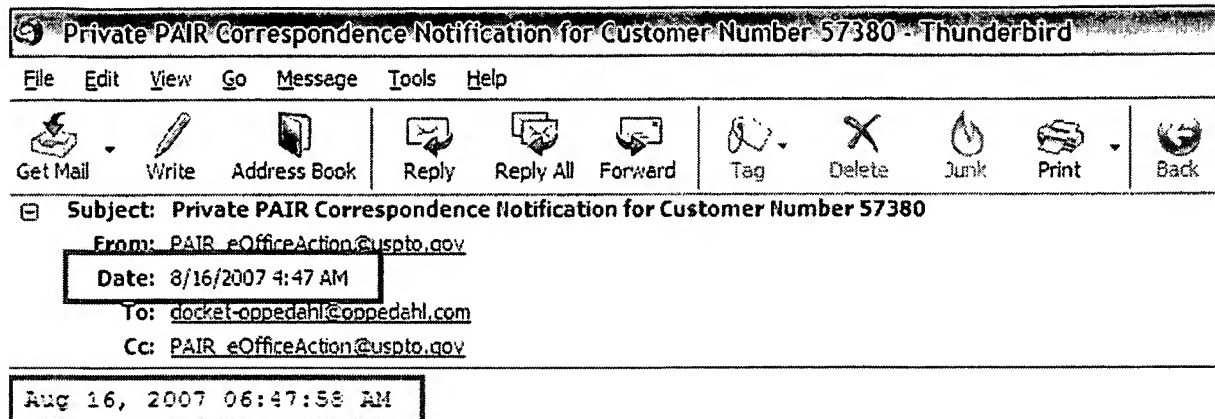 Private PAIR Correspondence Notification for Customer Number 57380 - Thunderbird
File Edit View Go Message Tools Help
Get Mail Write Address Book Reply Reply All Forward Tag Delete Junk Print Back
Subject: Private PAIR Correspondence Notification for Customer Number 57380
From: PAIR_eOfficeAction@uspto.gov
Date: 8/16/2007 4:47 AM
To: docket-oppedahl@oppedahl.com
Cc: PAIR_eOfficeAction@uspto.gov
Aug 16, 2007 06:47:58 AM